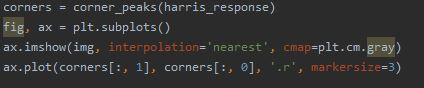 corners = corner_peaks(harris_response)
fig, ax = plt.subplots()
ax.imshow(img, interpolation='nearest', cmap=plt.cm.gray)
ax.plot(corners[:, 1], corners[:, 0], '.r', markersize=3)